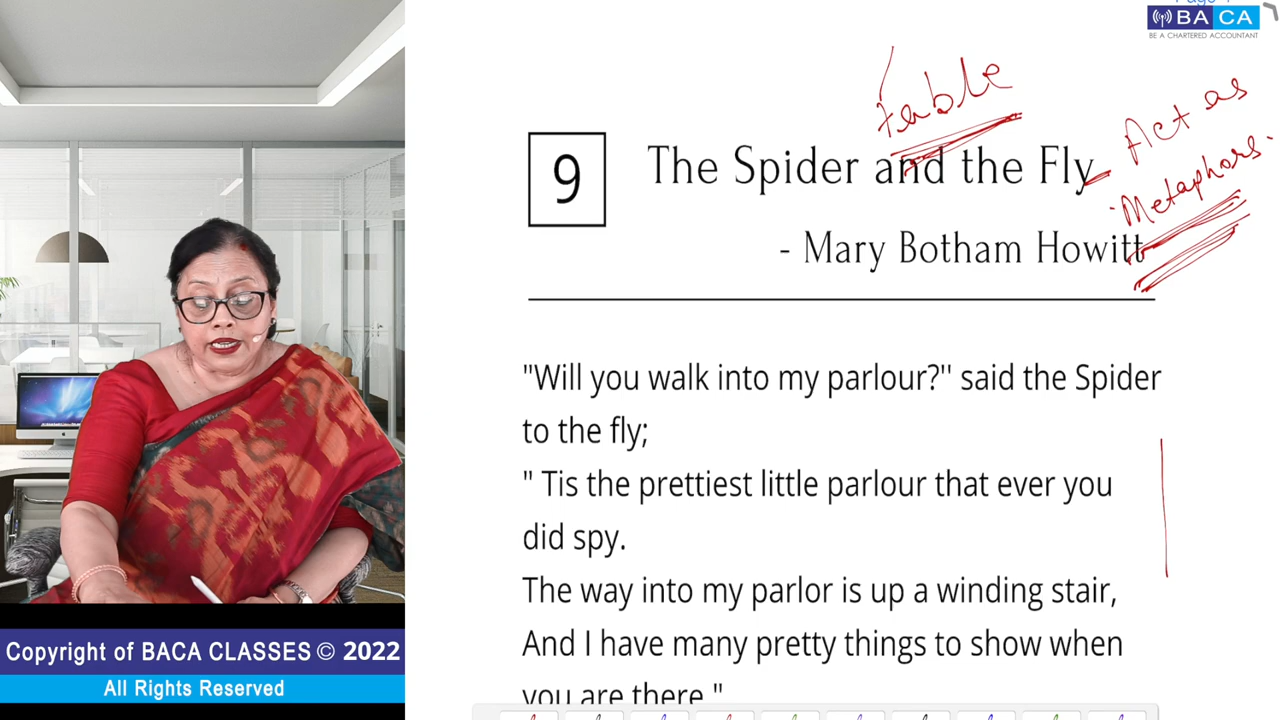 BACA
BE A CHARTERED ACCOUNTANT
fable
Act as
Metaphors.
9
The Spider and the Fly
- Mary Botham Howitt
"Will you walk into my parlour?'' said the Spider
to the fly;
" Tis the prettiest little parlour that ever you
did spy.
The way into my parlor is up a winding stair,
And I have many pretty things to show when
you are there."
Copyright of BACA CLASSES © 2022
All Rights Reserved